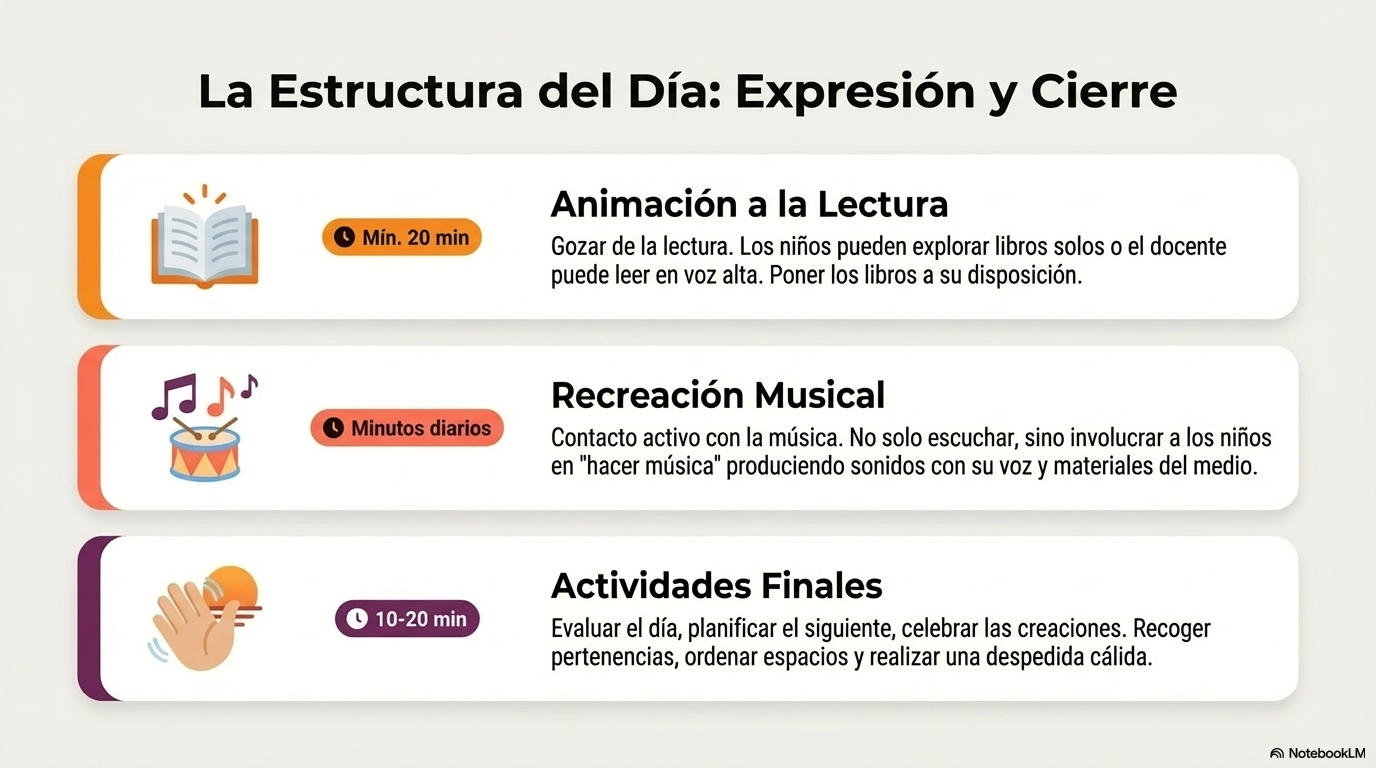 La Estructura del Día: Expresión y Cierre
Mín. 20 min
Animación a la Lectura
Gozar de la lectura. Los niños pueden explorar libros solos o el docente
puede leer en voz alta. Poner los libros a su disposición.
Minutos diarios
Recreación Musical
Contacto activo con la música. No solo escuchar, sino involucrar a los niños
en "hacer música" produciendo sonidos con su voz y materiales del medio.
10-20 min
Actividades Finales
Evaluar el día, planificar el siguiente, celebrar las creaciones. Recoger
pertenencias, ordenar espacios y realizar una despedida cálida.
NotebookLM